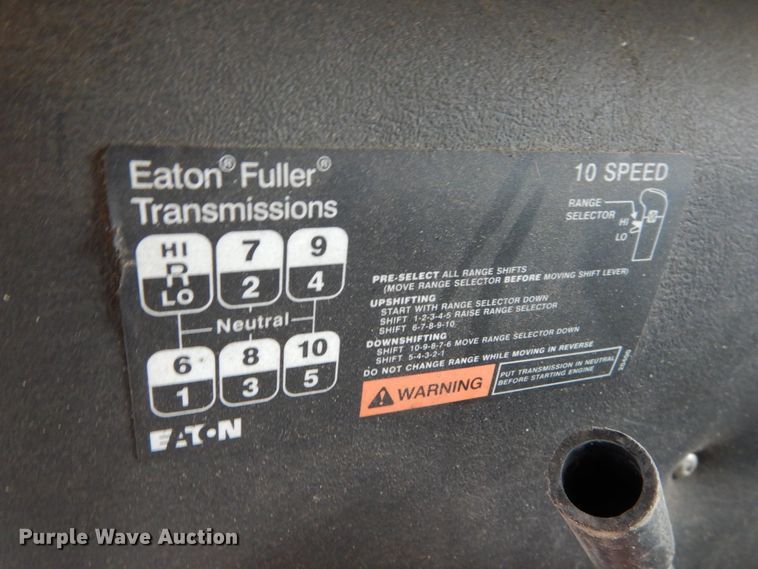 Eaton® Fuller®
Transmissions
10 SPEED
RANGE
SELECTOR
HI
LO
HI
R
LO
7
2
9
4
Neutral
6
1
8
3
10
5
EATON
PRE-SELECT ALL RANGE SHIFTS
(MOVE RANGE SELECTOR BEFORE MOVING SHIFT LEVER)
UPSHIFTING
START WITH RANGE SELECTOR DOWN
SHIFT 1-2-3-4-5 RAISE RANGE SELECTOR
SHIFT 6-7-8-9-10
DOWNSHIFTING
SHIFT 10-9-8-7-6 MOVE RANGE SELECTOR DOWN
SHIFT 5-4-3-2-1
DO NOT CHANGE RANGE WHILE MOVING IN REVERSE
WARNING
PUT TRANSMISSION IN NEUTRAL
BEFORE STARTING ENGINE
Purple Wave Auction